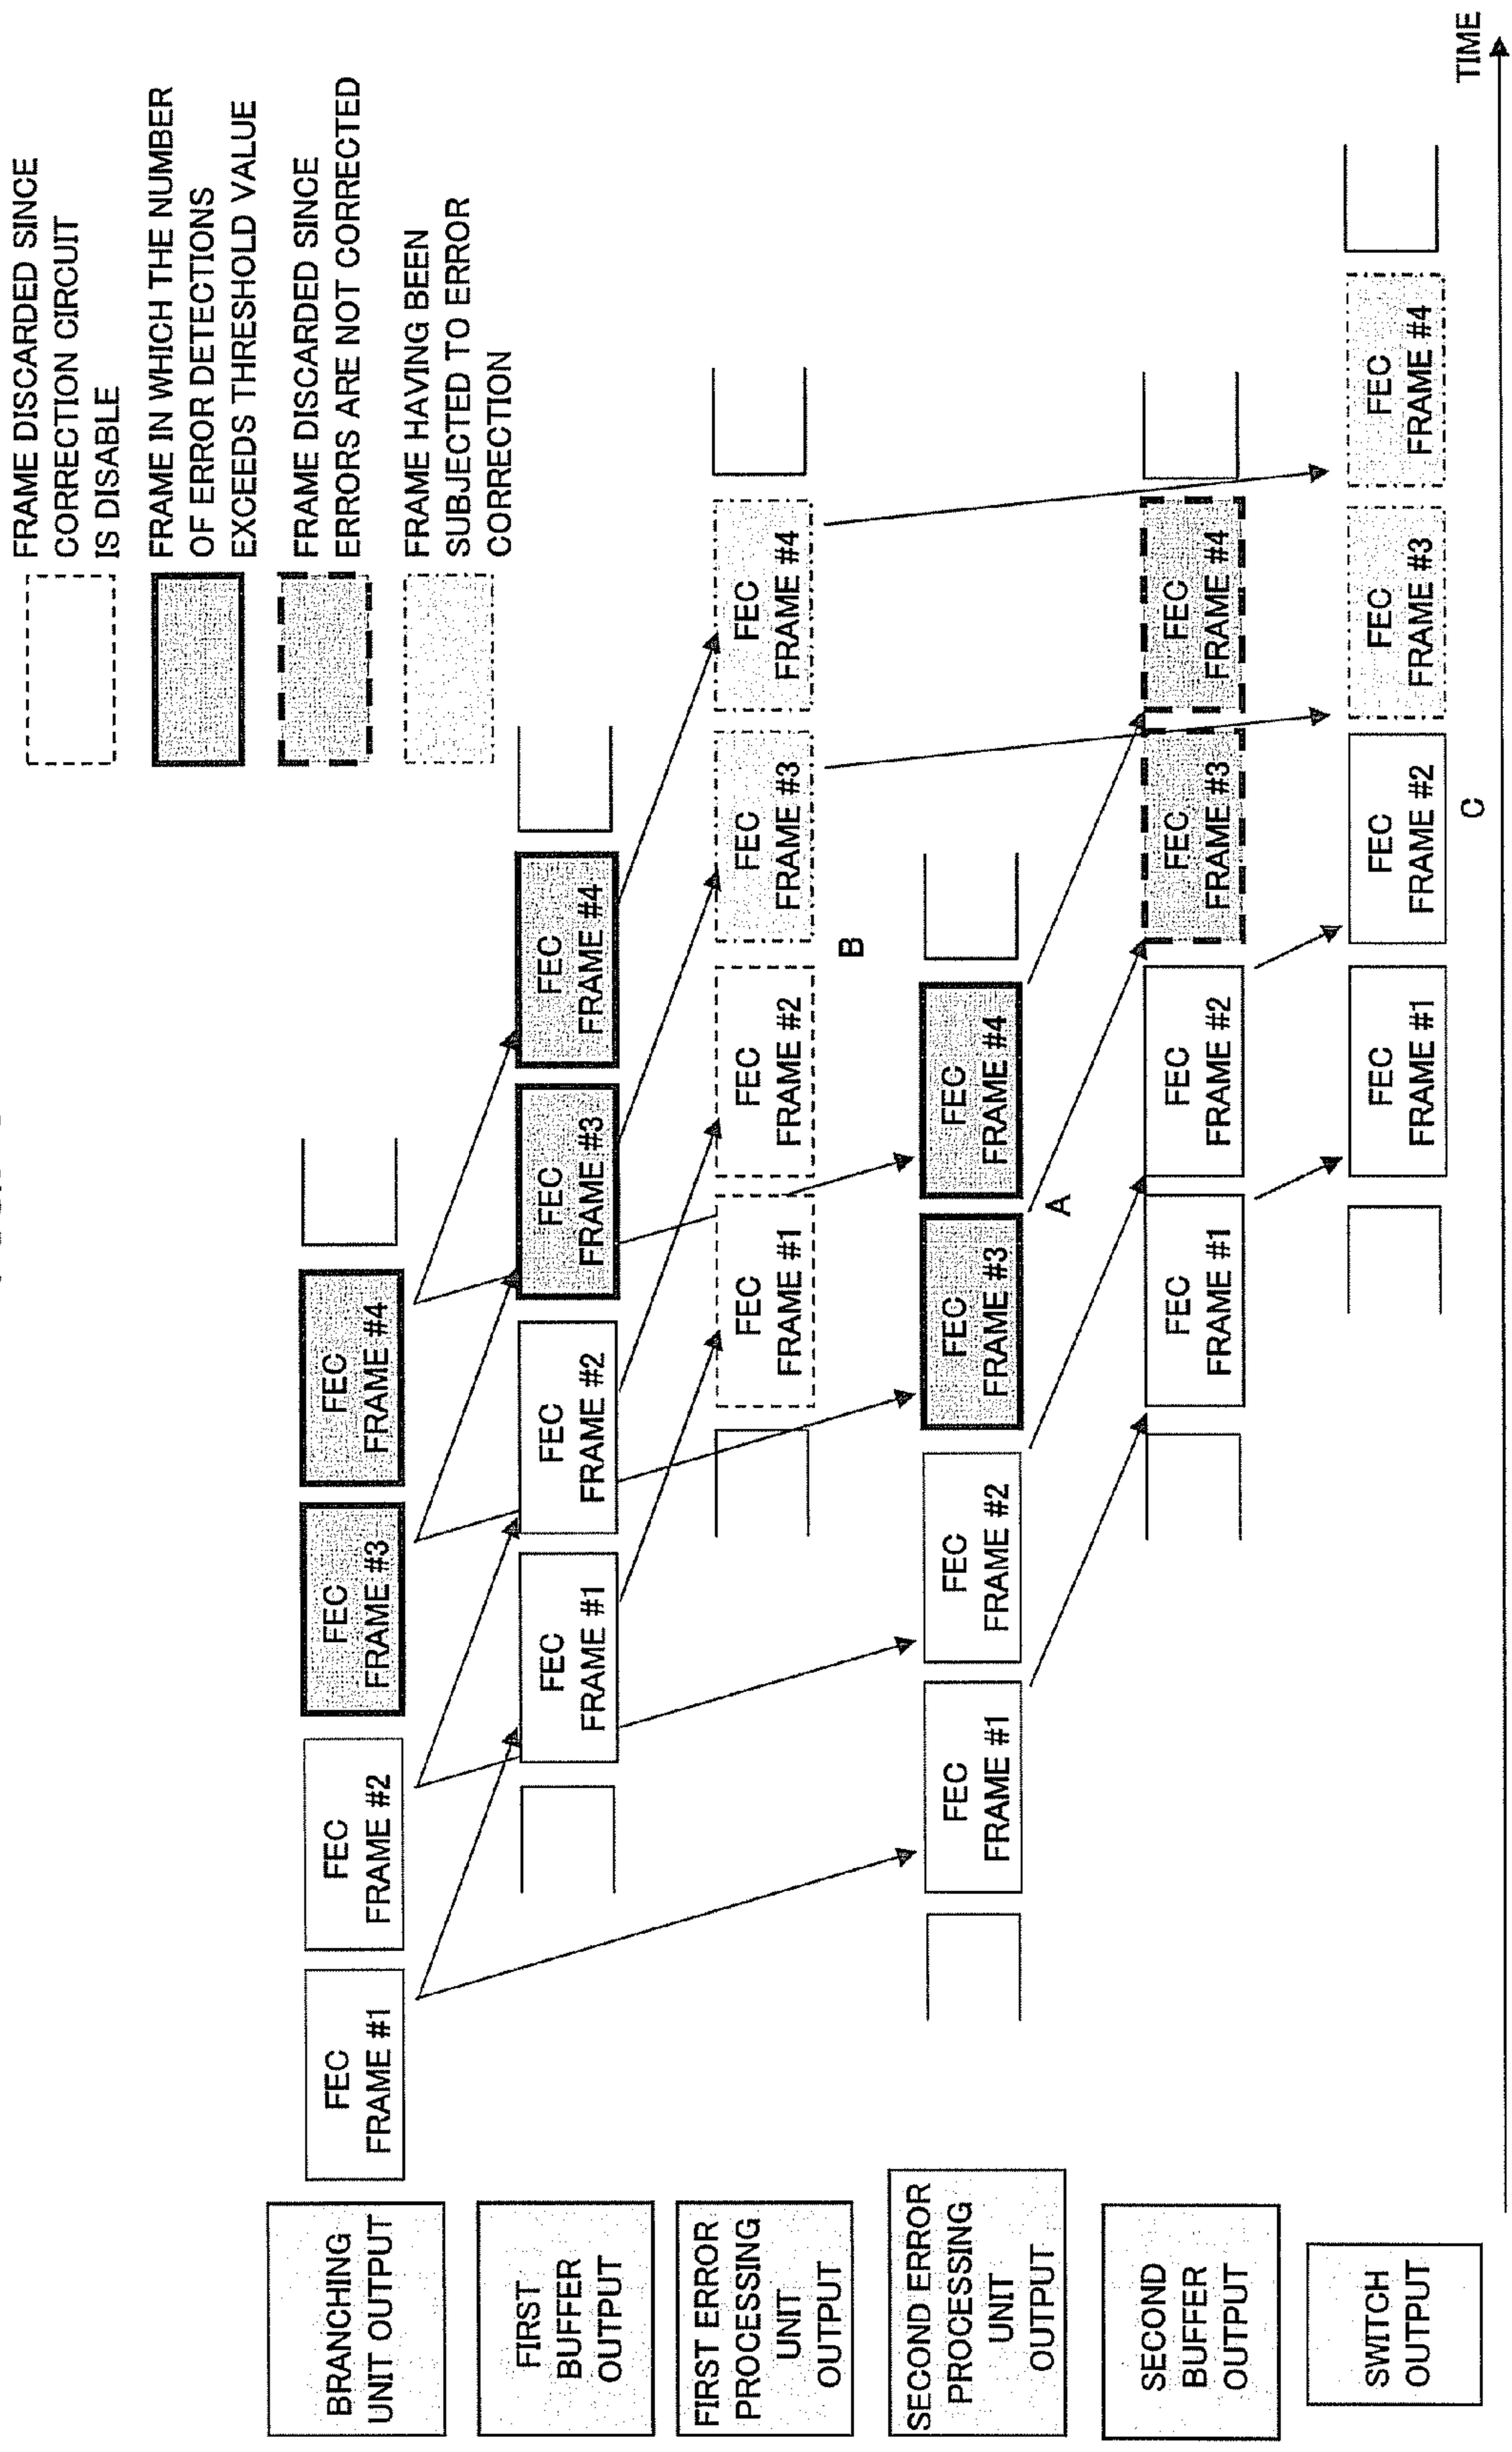 FRAME DISCARDED SINCE
CORRECTION CIRCUIT
IS DISABLE
FRAME IN WHICH THE NUMBER
OF ERROR DETECTIONS
EXCEEDS THRESHOLD VALUE
FRAME DISCARDED SINCE
ERRORS ARE NOT CORRECTED
FRAME HAVING BEEN
SUBJECTED TO ERROR
CORRECTION
BRANCHING
UNIT OUTPUT
FEC
FRAME #1
FEC
FRAME #2
FEC
FRAME #3
FEC
FRAME #4
FIRST
BUFFER
OUTPUT
FEC
FRAME #1
FEC
FRAME #2
FEC
FRAME #3
FEC
FRAME #4
FIRST ERROR
PROCESSING
UNIT
OUTPUT
FEC
FRAME #1
FEC
FRAME #2
FEC
FRAME #3
FEC
FRAME #4
B
SECOND ERROR
PROCESSING
UNIT
OUTPUT
FEC
FRAME #1
FEC
FRAME #2
FEC
FRAME #3
FEC
FRAME #4
A
SECOND
BUFFER
OUTPUT
FEC
FRAME #1
FEC
FRAME #2
FEC
FRAME #3
FEC
FRAME #4
SWITCH
OUTPUT
FEC
FRAME #1
FEC
FRAME #2
FEC
FRAME #3
FEC
FRAME #4
C
TIME